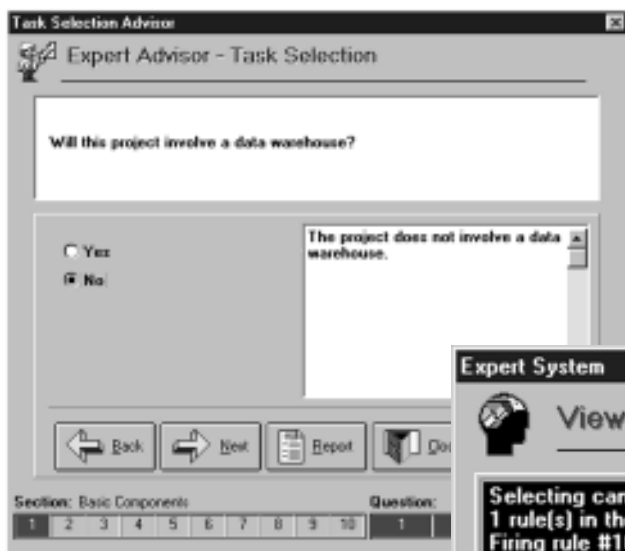 Task Selection Advisor
Expert Advisor - Task Selection
Will this project involve a data warehouse?
Yes
No
The project does not involve a data
warehouse.
Back
Next
Report
Section: Basic Components
Question:
1 2 3 4 5 6 7 8 9 10
1
Expert System
View
Selecting
1 rule(s) in
Firing rule